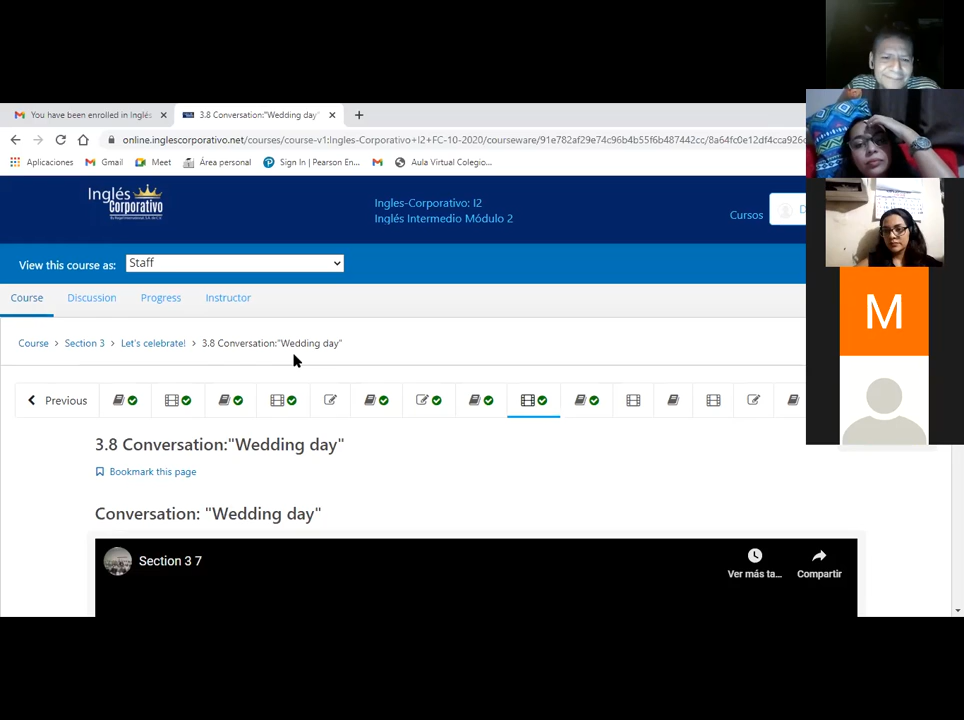 You have been enrolled in Inglés
3.8 Conversation:"Wedding day"
online.inglescorporativo.net/courses/course-v1:Ingles-Corporativo+I2+FC-10-2020/courseware/91e782af29e74c96b4b55f6b487442cc/8a64fc0e12df4cca926c
Aplicaciones
Gmail
Meet
Área personal
Sign In | Pearson En...
Aula Virtual Colegio...
Inglés
Corporativo
Ingles-Corporativo: I2
Inglés Intermedio Módulo 2
Cursos
D
View this course as:
Staff
Course
Discussion
Progress
Instructor
Course > Section 3 > Let's celebrate! > 3.8 Conversation:"Wedding day"
Previous
3.8 Conversation:"Wedding day"
Bookmark this page
Conversation: "Wedding day"
Section 3 7
Ver más ta...
Compartir
M